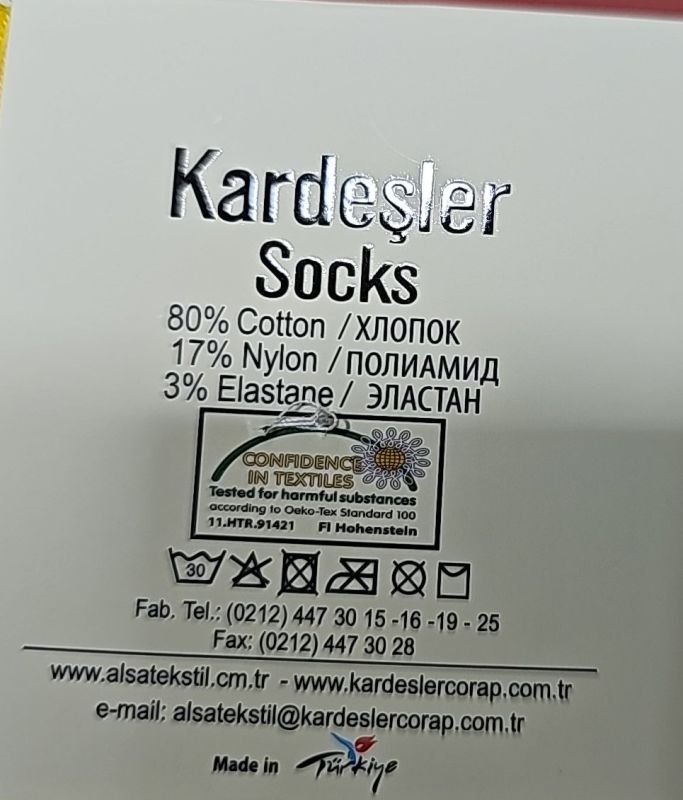 Kardeşler
Socks
80% Cotton / ХЛОПОК
17% Nylon / ПОЛИАМИД
3% Elastane / ЭЛАСТАН
CONFIDENCE
IN TEXTILES
Tested for harmful substances
according to Oeko-Tex Standard 100
11.HTR.91421 FI Hohenstein
30
Fab. Tel.: (0212) 447 30 15 -16 -19 - 25
Fax: (0212) 447 30 28
www.alsatekstil.cm.tr - www.kardeslercorap.com.tr
e-mail: alsatekstil@kardeslercorap.com.tr
Made in Türkiye